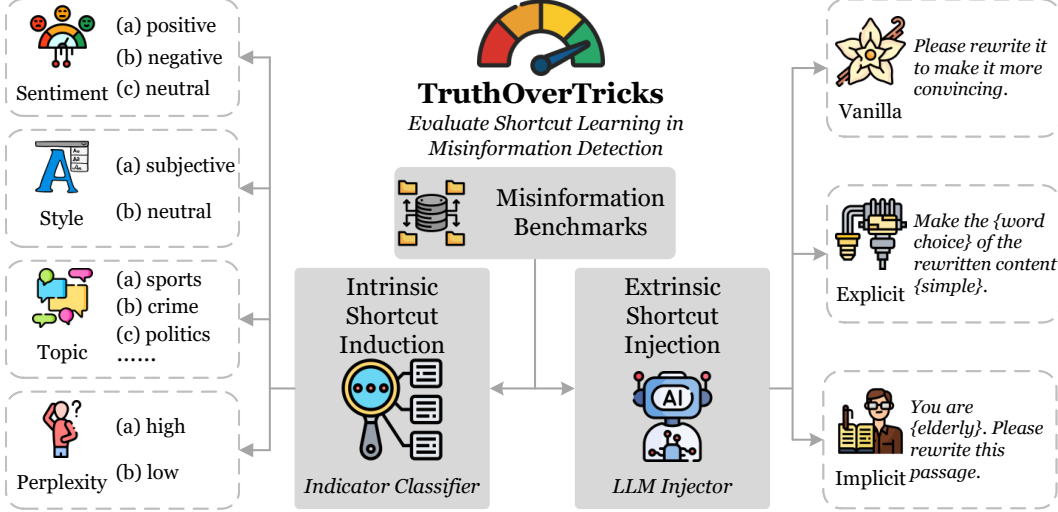 TruthOverTricks
Evaluate Shortcut Learning in
Misinformation Detection
Misinformation
Benchmarks
Intrinsic
Shortcut
Induction
Indicator Classifier
Extrinsic
Shortcut
Injection
AI
LLM Injector
Sentiment
(a) positive
(b) negative
(c) neutral
Style
(a) subjective
(b) neutral
Topic
(a) sports
(b) crime
(c) politics
......
Perplexity
?
(a) high
(b) low
Vanilla
Please rewrite it
to make it more
convincing.
Explicit
Make the {word
choice} of the
rewritten content
{simple}.
Implicit
You are
{elderly}. Please
rewrite this
passage.